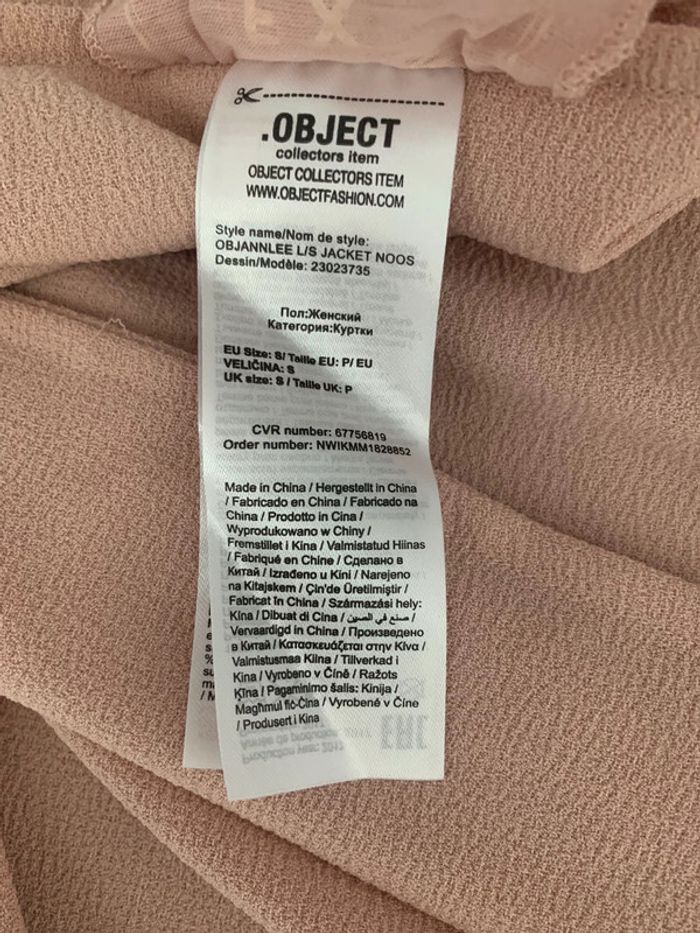 E X
.OBJECT
collectors item
OBJECT COLLECTORS ITEM
WWW.OBJECTFASHION.COM
Style name/Nom de style:
OBJANNLEE L/S JACKET NOOS
Dessin/Modèle: 23023735
Пол:Женский
Категория:Куртки
EU Size: S/ Taille EU: P/ EU
VELIČINA: S
UK size: S / Taille UK: P
CVR number: 67756819
Order number: NWIKMM1828852
Made in China / Hergestellt in China
/ Fabricado en China / Fabricado na
China / Prodotto in Cina /
Wyprodukowano w Chiny /
Fremstillet i Kina / Valmistatud Hiinas
/ Fabriqué en Chine / Сделано в
Китай / Izrađeno u Kini / Narejeno
na Kitajskem / Çin'de Üretilmiştir /
Fabricat în China / Származási hely:
Kína / Dibuat di Cina / صنع في الصين /
Vervaardigd in China / Произведено
в Китай / Κατασκευάζεται στην Κίνα /
Valmistusmaa Kiina / Tillverkad i
Kina / Vyrobeno v Číně / Ražots
Ķīna / Pagaminimo šalis: Kinija /
Magħmul fiċ-Ċina / Vyrobené v Číne
/ Produsert i Kina